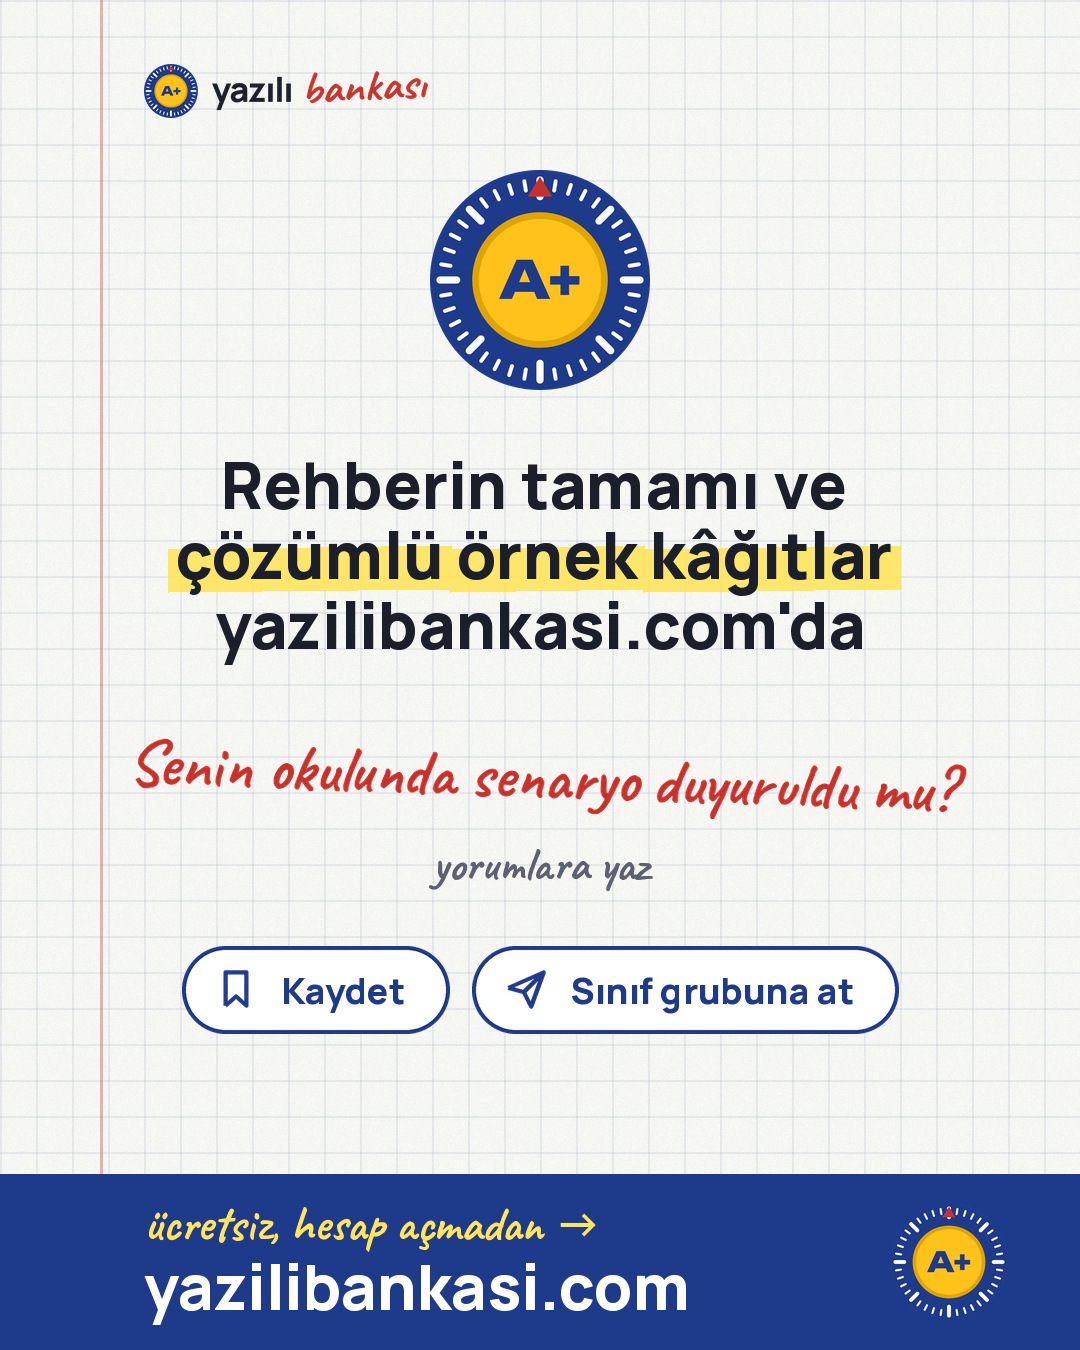 A+ yazılı bankası
A+
Rehberin tamamı ve
çözümlü örnek kâğıtlar
yazilibankasi.com'da
Senin okulunda senaryo duyuruldu mu?
yorumlara yaz
Kaydet
Sınıf grubuna at
ücretsiz, hesap açmadan →
yazilibankasi.com
A+